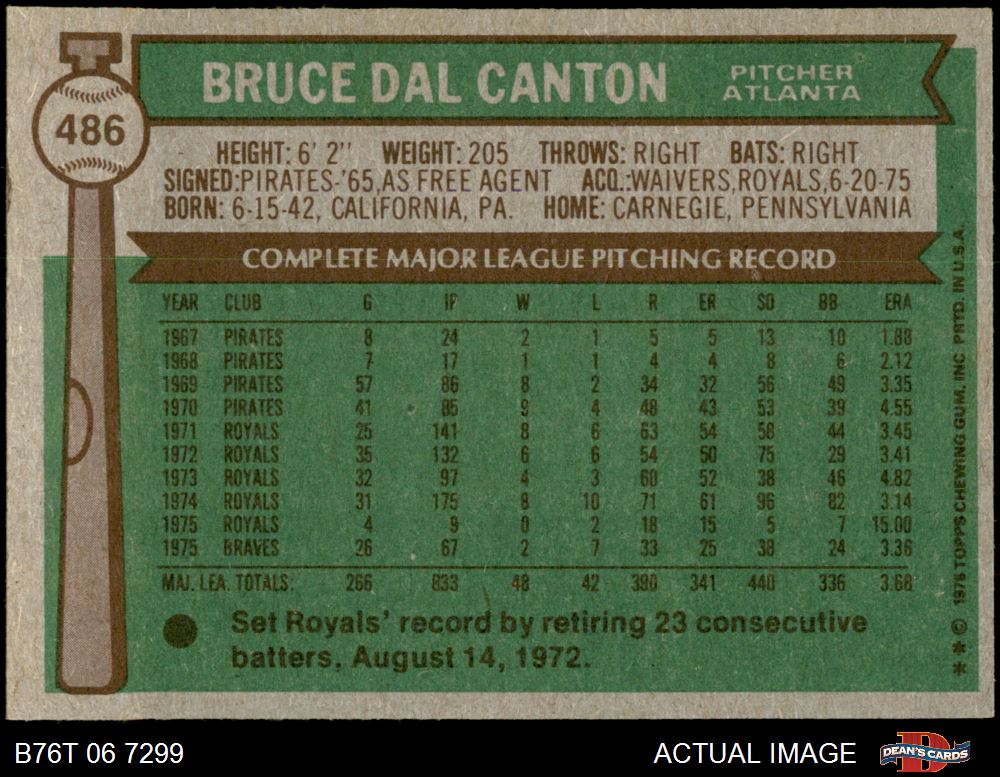 486
BRUCE DAL CANTON PITCHER ATLANTA
HEIGHT: 6' 2" WEIGHT: 205 THROWS: RIGHT BATS: RIGHT
SIGNED:PIRATES-'65,AS FREE AGENT ACQ.:WAIVERS,ROYALS,6-20-75
BORN: 6-15-42, CALIFORNIA, PA. HOME: CARNEGIE, PENNSYLVANIA
COMPLETE MAJOR LEAGUE PITCHING RECORD
YEAR CLUB G IP W L R ER SO BB ERA
1967 PIRATES 8 24 2 1 5 5 13 10 1.88
1968 PIRATES 7 17 1 1 4 4 8 6 2.12
1969 PIRATES 57 86 8 2 34 32 56 49 3.35
1970 PIRATES 41 85 9 4 48 43 53 39 4.55
1971 ROYALS 25 141 8 6 63 54 58 44 3.45
1972 ROYALS 35 132 6 6 54 50 75 29 3.41
1973 ROYALS 32 97 4 3 60 52 38 46 4.82
1974 ROYALS 31 175 8 10 71 61 96 82 3.14
1975 ROYALS 4 9 0 2 18 15 5 7 15.00
1975 BRAVES 26 67 2 7 33 25 38 24 3.36
MAJ. LEA. TOTALS: 266 833 48 42 390 341 440 336 3.68
Set Royals' record by retiring 23 consecutive
batters, August 14, 1972.
* * © 1976 TOPPS CHEWING GUM, INC PRTD. IN U.S.A.
B76T 06 7299 ACTUAL IMAGE D DEAN'S CARDS